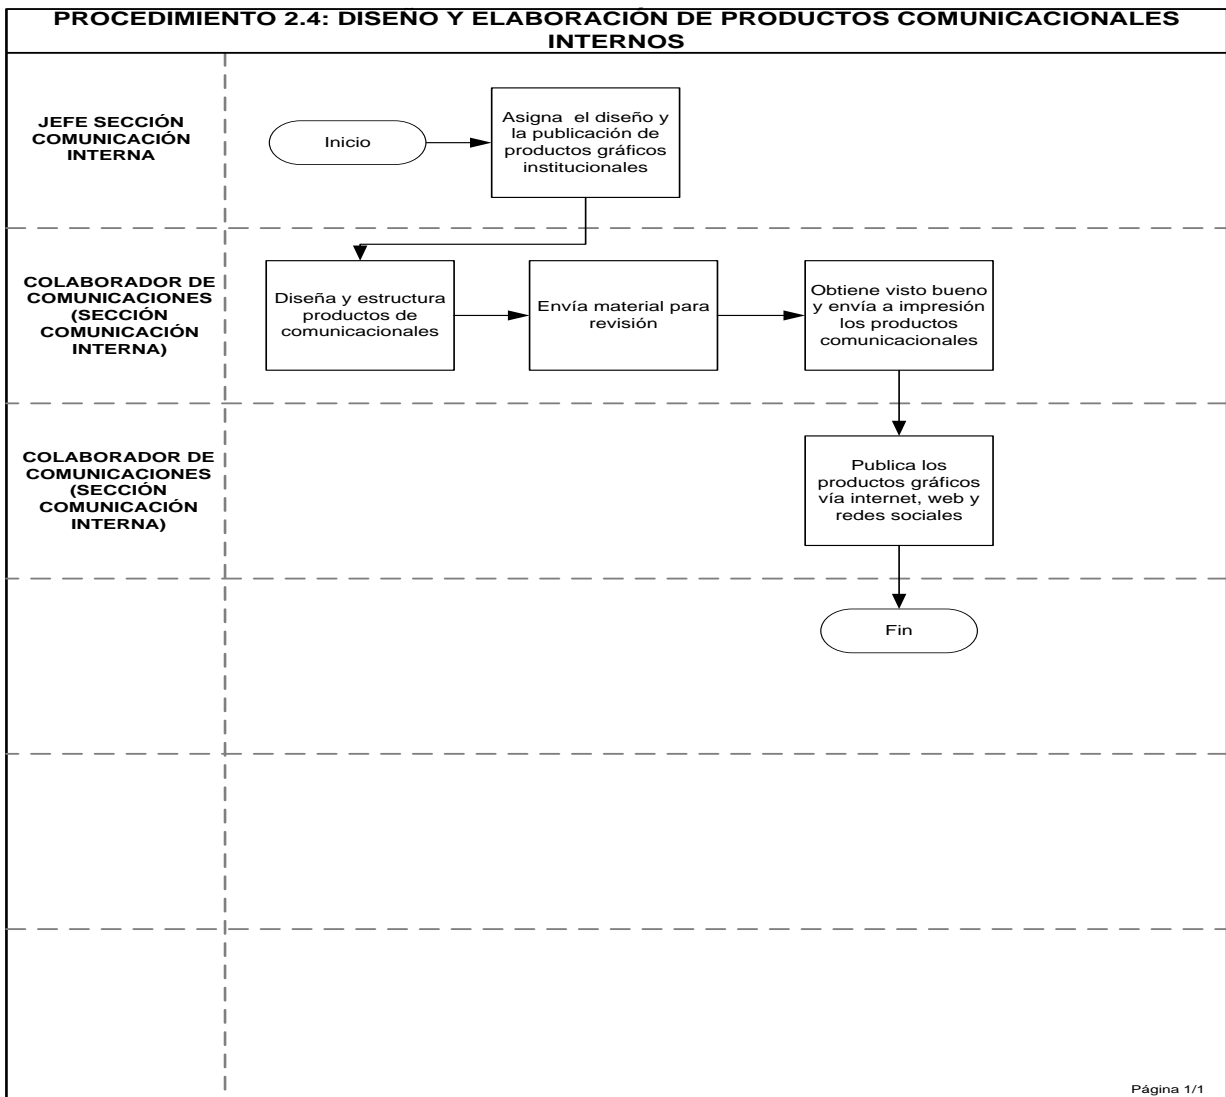 PROCEDIMIENTO 2.4: DISEÑO Y ELABORACIÓN DE PRODUCTOS COMUNICACIONALES
INTERNOS
JEFE SECCIÓN
COMUNICACIÓN
INTERNA
Inicio
Asigna  el diseño y
la publicación de
productos gráficos
institucionales
COLABORADOR DE
COMUNICACIONES
(SECCIÓN
COMUNICACIÓN
INTERNA)
Diseña y estructura
productos de
comunicacionales
Envía material para
revisión
Obtiene visto bueno
y envía a impresión
los productos
comunicacionales
COLABORADOR DE
COMUNICACIONES
(SECCIÓN
COMUNICACIÓN
INTERNA)
Publica los
productos gráficos
vía internet, web y
redes sociales
Fin
Página 1/1